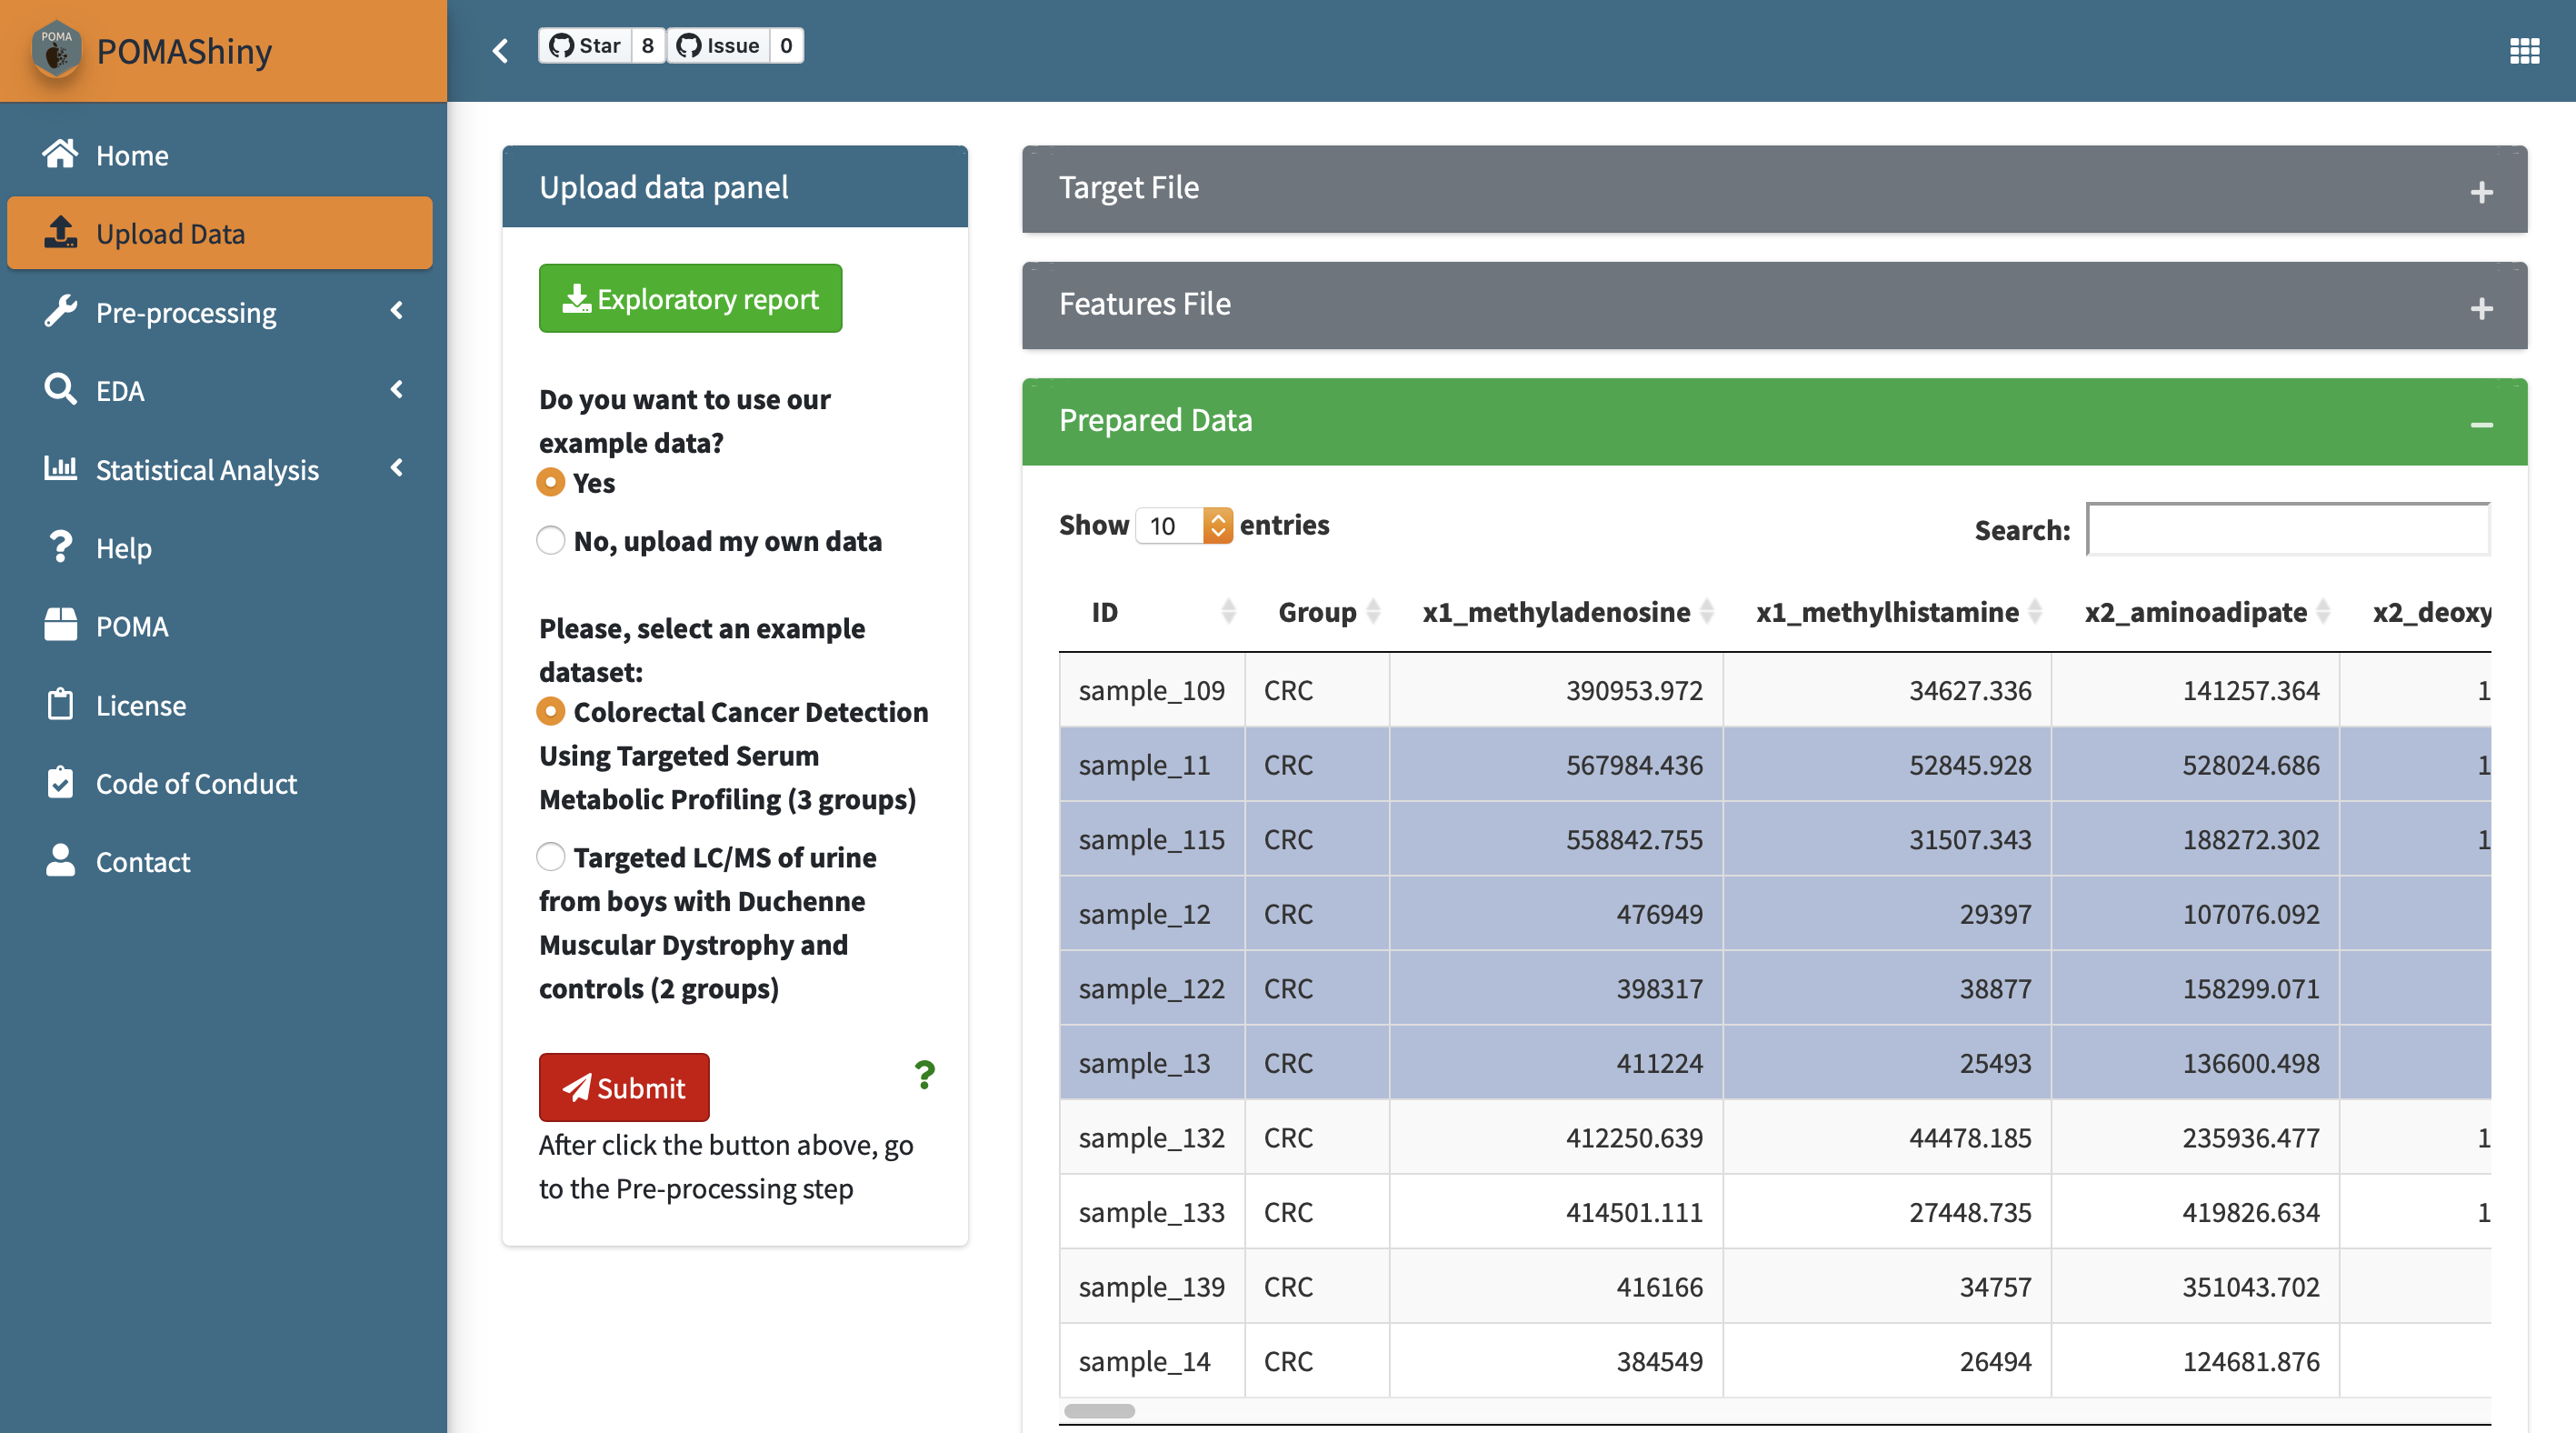 POMA
POMAShiny
Star 8 Issue 0
Home
Upload Data
Pre-processing
EDA
Statistical Analysis
Help
POMA
License
Code of Conduct
Contact
Upload data panel
Exploratory report
Do you want to use our
example data?
Yes
No, upload my own data
Please, select an example
dataset:
Colorectal Cancer Detection
Using Targeted Serum
Metabolic Profiling (3 groups)
Targeted LC/MS of urine
from boys with Duchenne
Muscular Dystrophy and
controls (2 groups)
Submit ?
After click the button above, go
to the Pre-processing step
Target File
Features File
Prepared Data
Show 10 entries Search:
ID Group x1_methyladenosine x1_methylhistamine x2_aminoadipate x2_deoxy
sample_109 CRC 390953.972 34627.336 141257.364 1
sample_11 CRC 567984.436 52845.928 528024.686 1
sample_115 CRC 558842.755 31507.343 188272.302 1
sample_12 CRC 476949 29397 107076.092
sample_122 CRC 398317 38877 158299.071
sample_13 CRC 411224 25493 136600.498
sample_132 CRC 412250.639 44478.185 235936.477 1
sample_133 CRC 414501.111 27448.735 419826.634 1
sample_139 CRC 416166 34757 351043.702
sample_14 CRC 384549 26494 124681.876